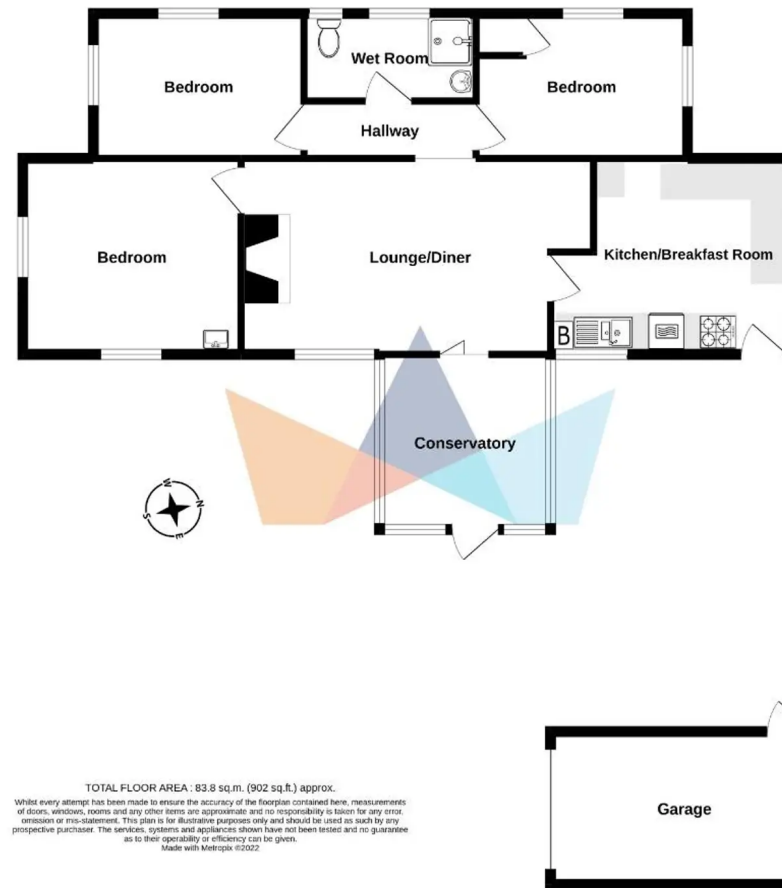 Wet Room
Bedroom
Bedroom
Hallway
Bedroom
Lounge/Diner
Kitchen/Breakfast Room
B
Conservatory
W
N
S
E
Garage
TOTAL FLOOR AREA : 83.8 sq.m. (902 sq.ft.) approx.
Whilst every attempt has been made to ensure the accuracy of the floorplan contained here, measurements
of doors, windows, rooms and any other items are approximate and no responsibility is taken for any error,
omission or mis-statement. This plan is for illustrative purposes only and should be used as such by any
prospective purchaser. The services, systems and appliances shown have not been tested and no guarantee
as to their operability or efficiency can be given.
Made with Metropix ©2022